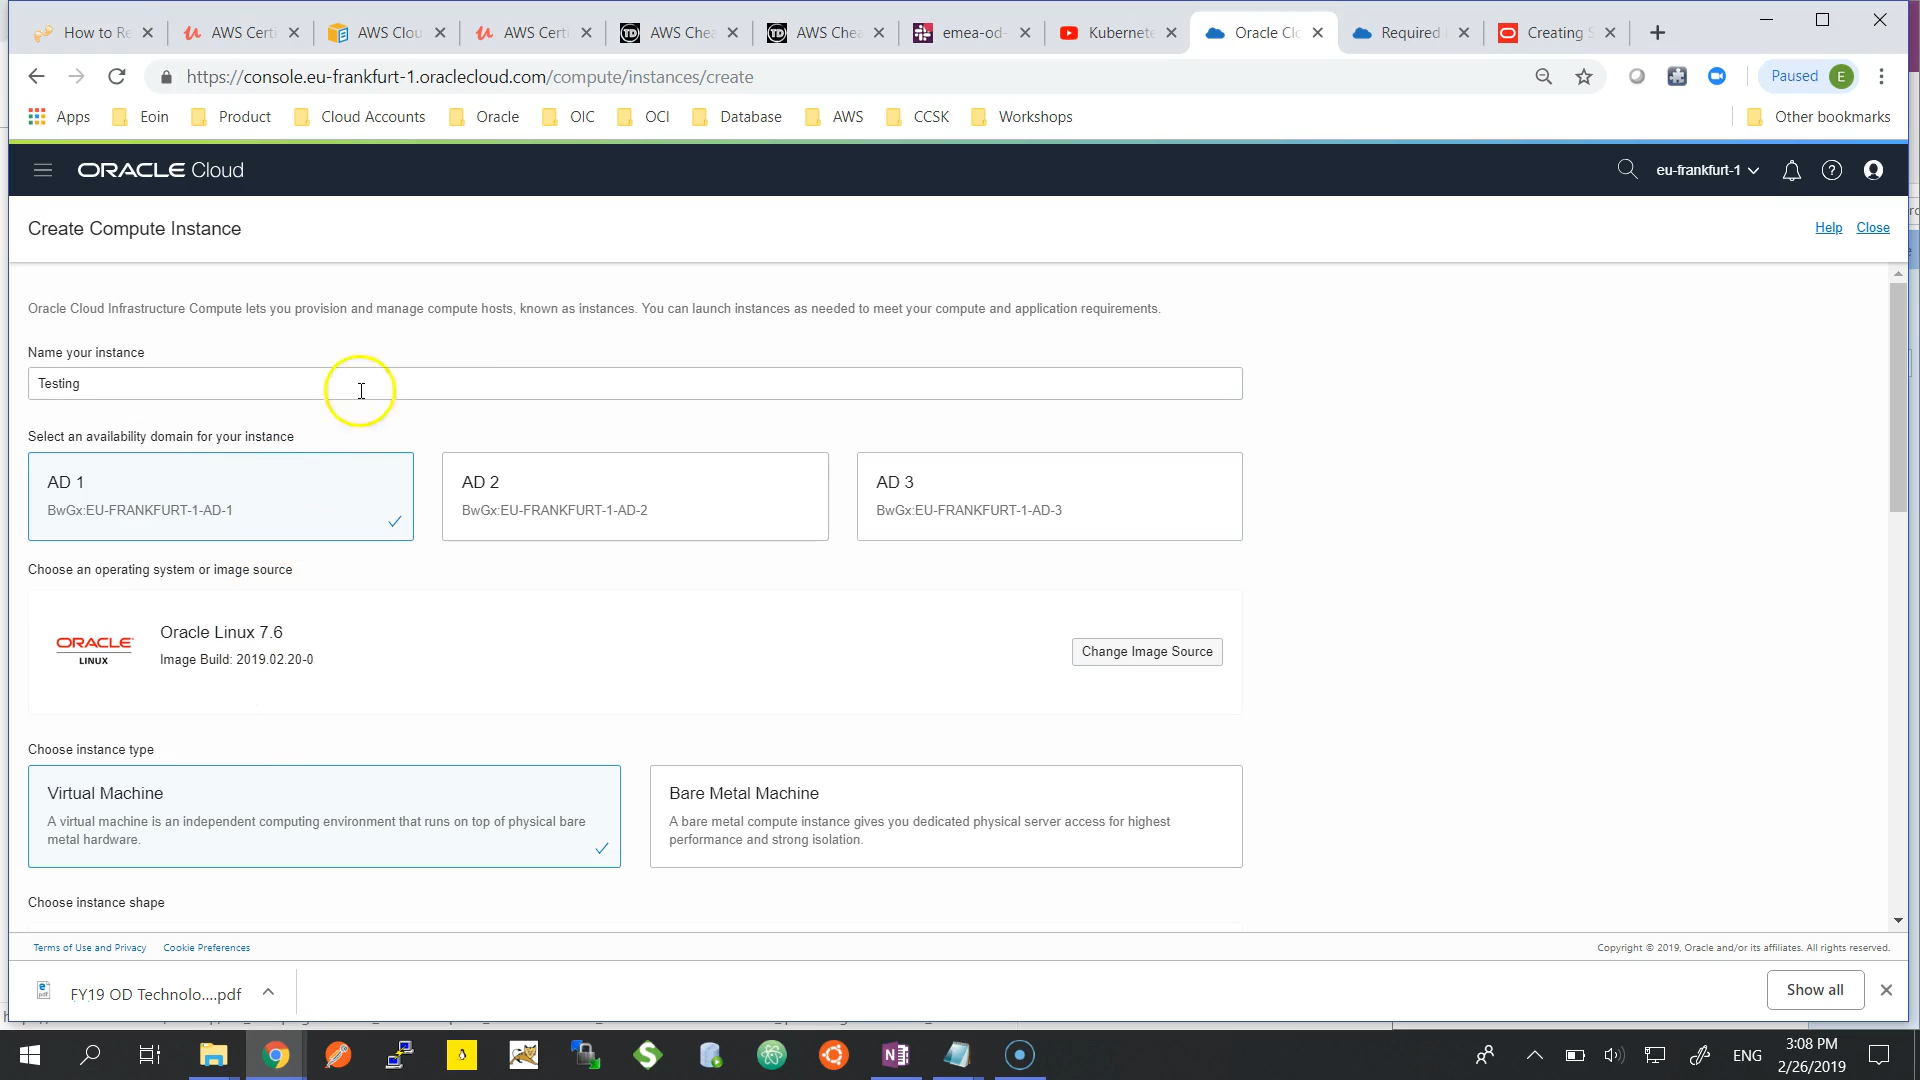 How to Re
AWS Certi
AWS Clou
AWS Certi
AWS Chea
AWS Chea
emea-od-
Kubernete
Oracle Clo
Required
Creating S
https://console.eu-frankfurt-1.oraclecloud.com/compute/instances/create
Paused E
Apps Eoin Product Cloud Accounts Oracle OIC OCI Database AWS CCSK Workshops Other bookmarks
ORACLE Cloud
eu-frankfurt-1
Create Compute Instance
Help Close
Oracle Cloud Infrastructure Compute lets you provision and manage compute hosts, known as instances. You can launch instances as needed to meet your compute and application requirements.
Name your instance
Testing
Select an availability domain for your instance
AD 1
BwGx:EU-FRANKFURT-1-AD-1
AD 2
BwGx:EU-FRANKFURT-1-AD-2
AD 3
BwGx:EU-FRANKFURT-1-AD-3
Choose an operating system or image source
ORACLE
LINUX
Oracle Linux 7.6
Image Build: 2019.02.20-0
Change Image Source
Choose instance type
Virtual Machine
A virtual machine is an independent computing environment that runs on top of physical bare
metal hardware.
Bare Metal Machine
A bare metal compute instance gives you dedicated physical server access for highest
performance and strong isolation.
Choose instance shape
Terms of Use and Privacy Cookie Preferences
Copyright © 2019, Oracle and/or its affiliates. All rights reserved.
FY19 OD Technolo....pdf
Show all
ENG
3:08 PM
2/26/2019